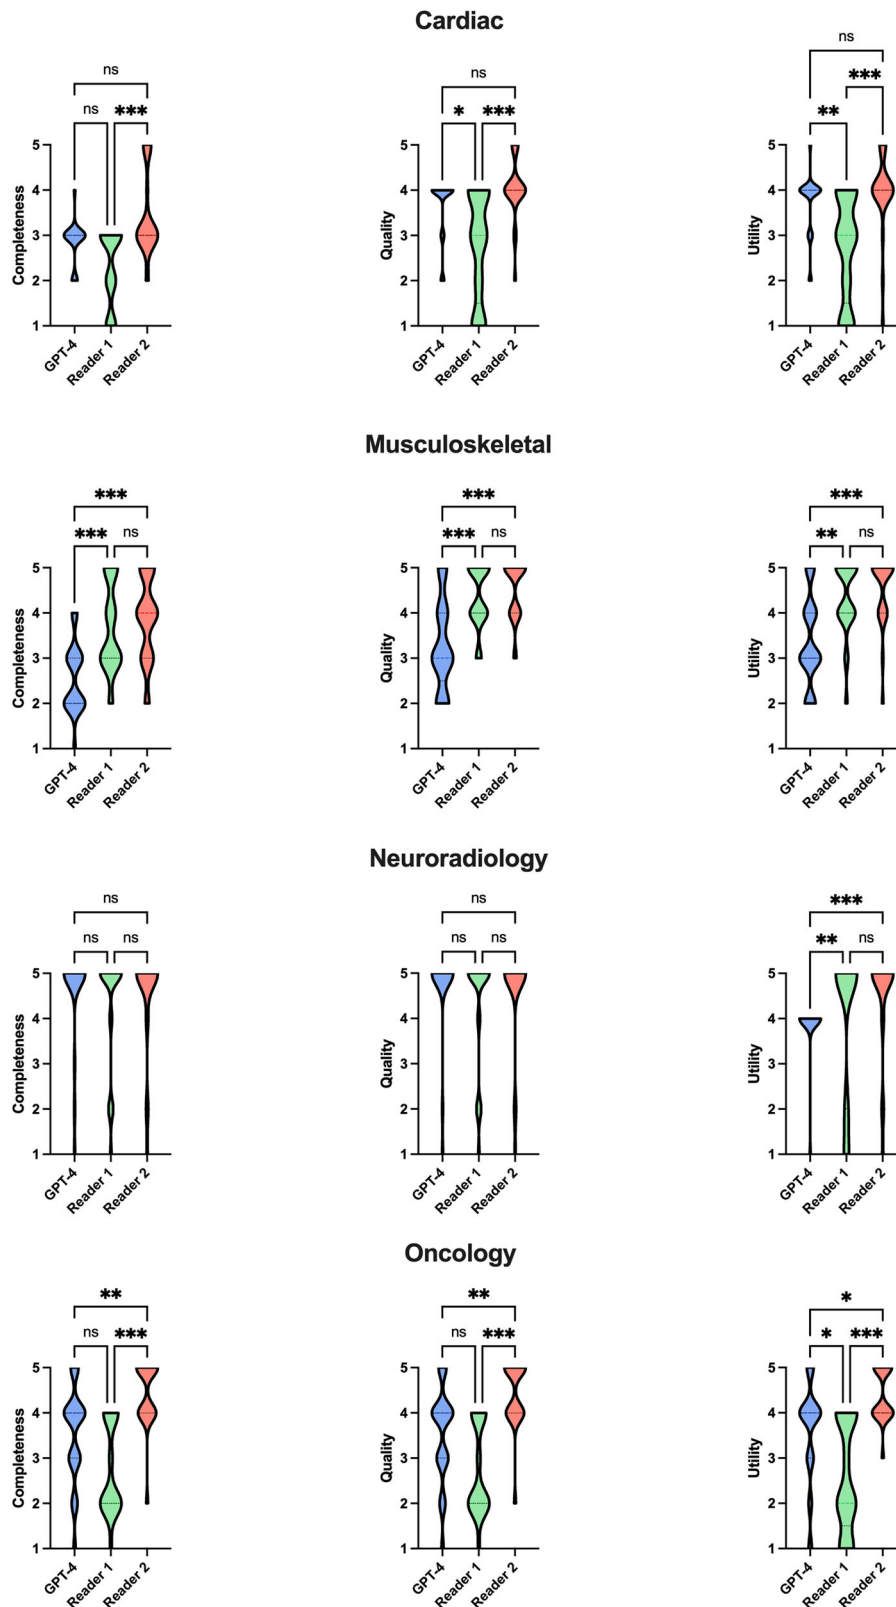 Cardiac
ns
ns ***
5
4
3
2
1
Completeness
GPT-4
Reader 1
Reader 2
ns
* ***
5
4
3
2
1
Quality
GPT-4
Reader 1
Reader 2
ns
***
**
5
4
3
2
1
Utility
GPT-4
Reader 1
Reader 2
Musculoskeletal
***
*** ns
5
4
3
2
1
Completeness
GPT-4
Reader 1
Reader 2
***
*** ns
5
4
3
2
1
Quality
GPT-4
Reader 1
Reader 2
***
** ns
5
4
3
2
1
Utility
GPT-4
Reader 1
Reader 2
Neuroradiology
ns
ns ns
5
4
3
2
1
Completeness
GPT-4
Reader 1
Reader 2
ns
ns ns
5
4
3
2
1
Quality
GPT-4
Reader 1
Reader 2
***
** ns
5
4
3
2
1
Utility
GPT-4
Reader 1
Reader 2
Oncology
**
ns ***
5
4
3
2
1
Completeness
GPT-4
Reader 1
Reader 2
**
ns ***
5
4
3
2
1
Quality
GPT-4
Reader 1
Reader 2
*
* ***
5
4
3
2
1
Utility
GPT-4
Reader 1
Reader 2